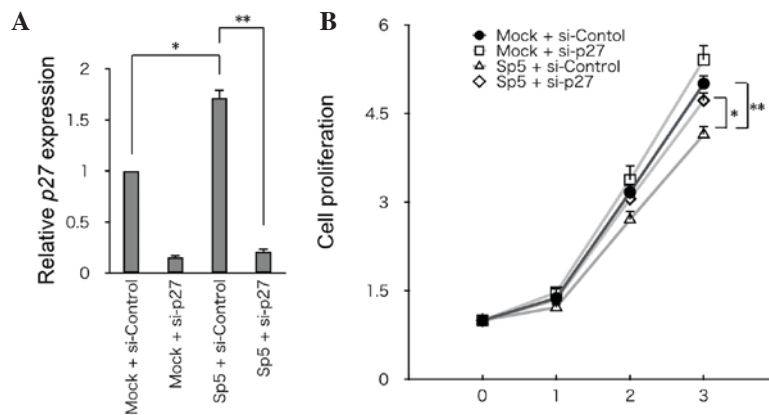 A
Relative p27 expression
2
1.5
1
0.5
0
*
**
Mock + si-Control
Mock + si-p27
Sp5 + si-Control
Sp5 + si-p27
B
Cell proliferation
6
4.5
3
1.5
0
Mock + si-Contol
Mock + si-p27
Sp5 + si-Control
Sp5 + si-p27
*
**
0
1
2
3